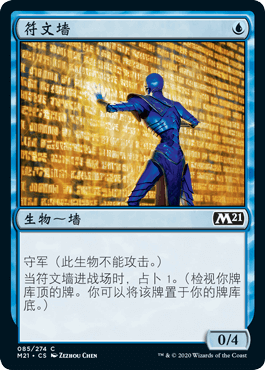 符文墙
生物～墙
M21
守军（此生物不能攻击。）
当符文墙进战场时，占卜 1。（检视你牌
库顶的牌。你可以将该牌置于你的牌库
底。）
0/4
085/274 C
M21 • CS ZEZHOU CHEN
™ & © 2020 Wizards of the Coast